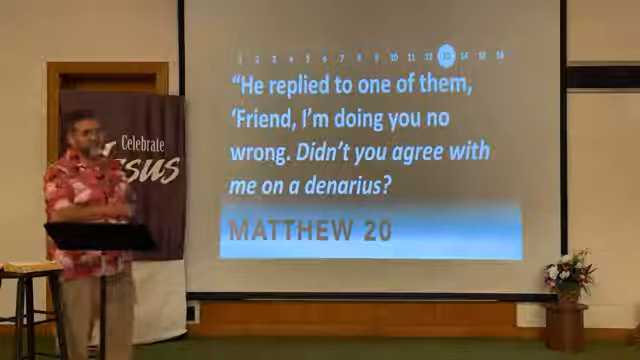 1 2 3 4 5 6 7 8 9 10 11 12 13 14 15 16
“He replied to one of them,
‘Friend, I’m doing you no
wrong. Didn’t you agree with
me on a denarius?
MATTHEW 20
Celebrate